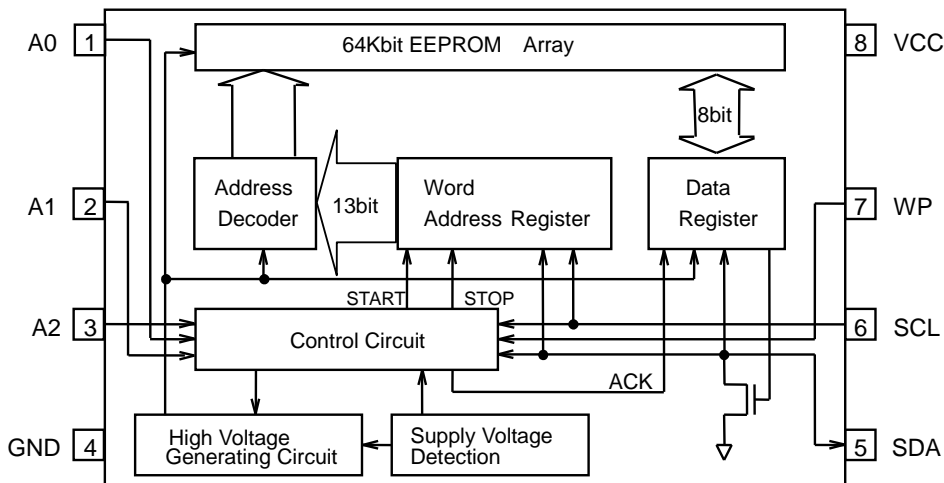 A0 1
64Kbit EEPROM Array
8 VCC
8bit
A1 2
Address
Decoder
13bit
Word
Address Register
Data
Register
7 WP
START
STOP
A2 3
Control Circuit
6 SCL
ACK
GND 4
High Voltage
Generating Circuit
Supply Voltage
Detection
5 SDA